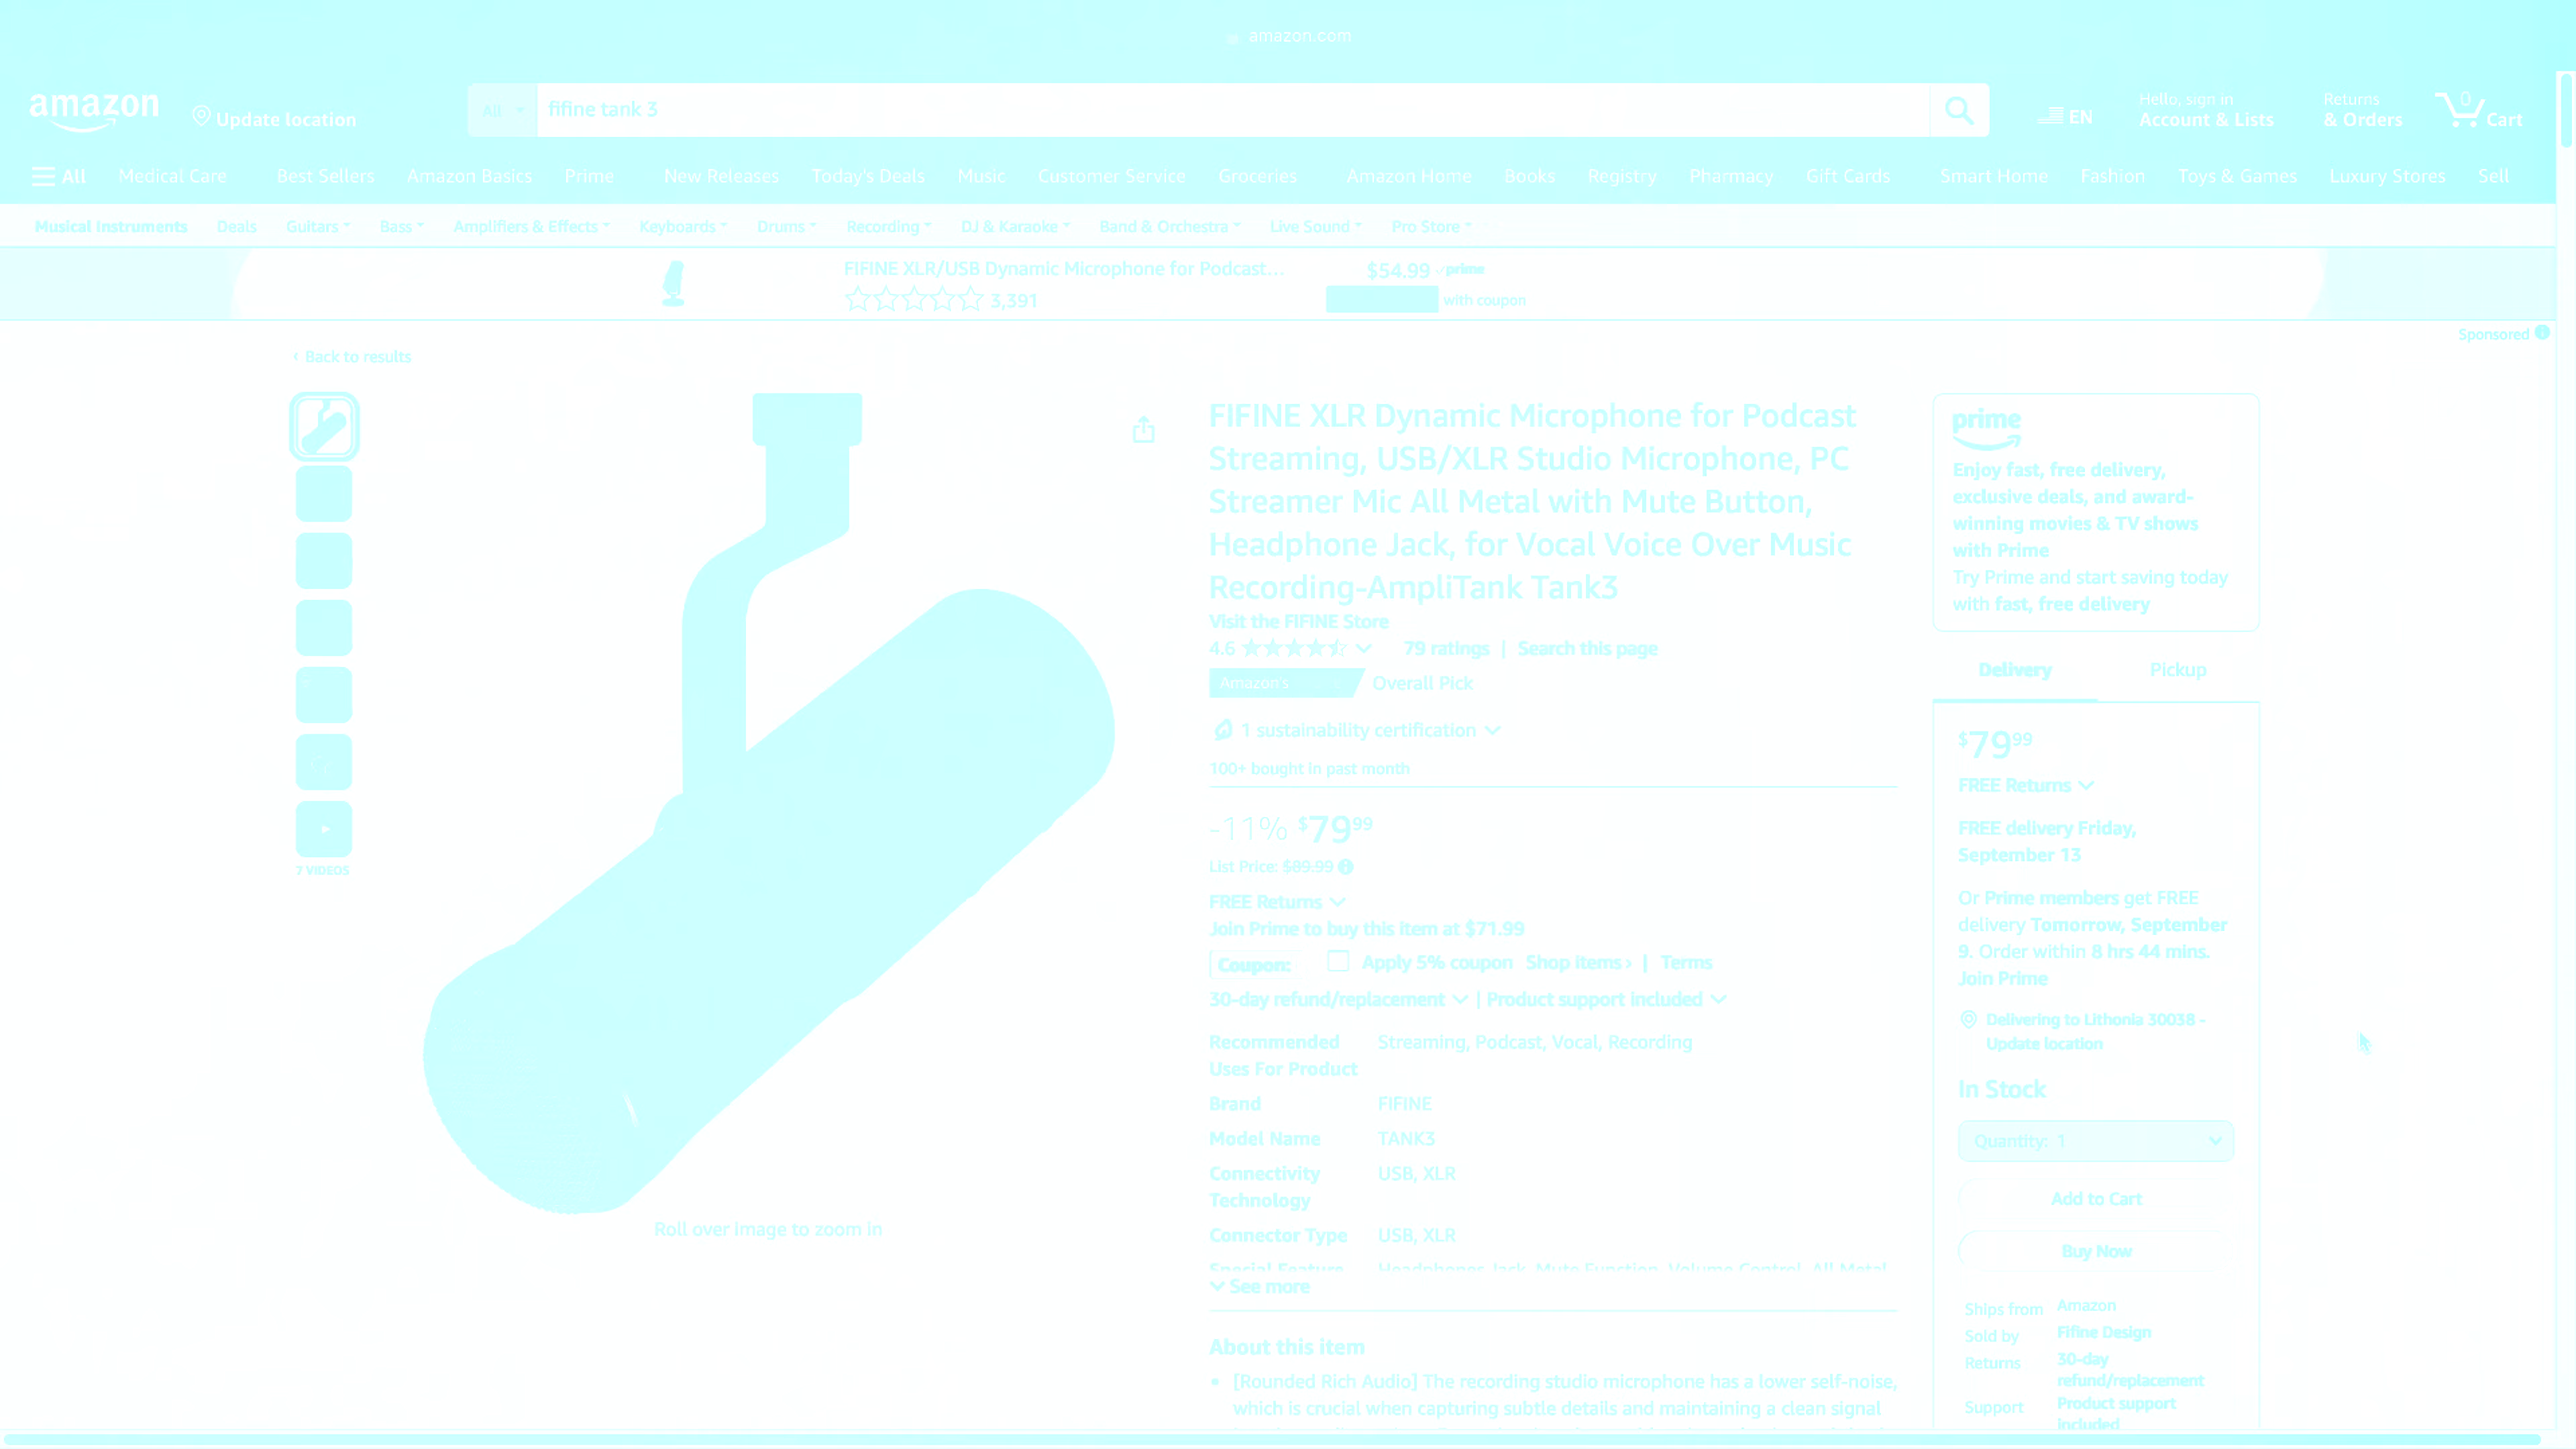 amazon.com
amazon
Update location
All
fifine tank 3
EN
Hello, sign in
Account & Lists
Returns
& Orders
0
Cart
All
Medical Care
Best Sellers
Amazon Basics
Prime
New Releases
Today's Deals
Music
Customer Service
Groceries
Amazon Home
Books
Registry
Pharmacy
Gift Cards
Smart Home
Fashion
Toys & Games
Luxury Stores
Sell
Musical Instruments
Deals
Guitars
Bass
Amplifiers & Effects
Keyboards
Drums
Recording
DJ & Karaoke
Band & Orchestra
Live Sound
Pro Store
FIFINE XLR/USB Dynamic Microphone for Podcast...
3,391
$54.99 prime
with coupon
Sponsored
‹ Back to results
7 VIDEOS
Roll over image to zoom in
FIFINE XLR Dynamic Microphone for Podcast
Streaming, USB/XLR Studio Microphone, PC
Streamer Mic All Metal with Mute Button,
Headphone Jack, for Vocal Voice Over Music
Recording-AmpliTank Tank3
Visit the FIFINE Store
4.6
79 ratings | Search this page
Amazon's
Overall Pick
1 sustainability certification
100+ bought in past month
-11% $79 99
List Price: $89.99
FREE Returns
Join Prime to buy this item at $71.99
Coupon:
Apply 5% coupon Shop items › | Terms
30-day refund/replacement | Product support included
Recommended Streaming, Podcast, Vocal, Recording
Uses For Product
Brand FIFINE
Model Name TANK3
Connectivity USB, XLR
Technology
Connector Type USB, XLR
Special Feature Headphones Jack, Mute Function, Volume Control, All Metal
See more
About this item
• [Rounded Rich Audio] The recording studio microphone has a lower self-noise,
which is crucial when capturing subtle details and maintaining a clean signal
prime
Enjoy fast, free delivery,
exclusive deals, and award-
winning movies & TV shows
with Prime
Try Prime and start saving today
with fast, free delivery
Delivery
Pickup
$79 99
FREE Returns
FREE delivery Friday,
September 13
Or Prime members get FREE
delivery Tomorrow, September
9. Order within 8 hrs 44 mins.
Join Prime
Delivering to Lithonia 30038 -
Update location
In Stock
Quantity: 1
Add to Cart
Buy Now
Ships from Amazon
Sold by Fifine Design
Returns 30-day
refund/replacement
Support Product support
included